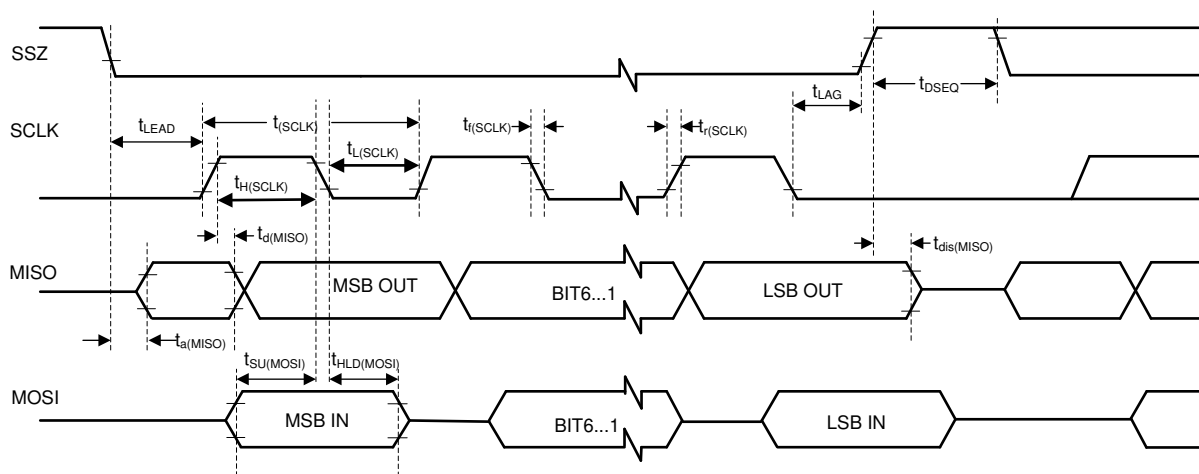 SSZ
tLAG
tDSEQ
SCLK
tLEAD
t(SCLK)
tf(SCLK)
tr(SCLK)
tL(SCLK)
tH(SCLK)
td(MISO)
tdis(MISO)
MISO
MSB OUT
BIT6...1
LSB OUT
ta(MISO)
tSU(MOSI)
tHLD(MOSI)
MOSI
MSB IN
BIT6...1
LSB IN